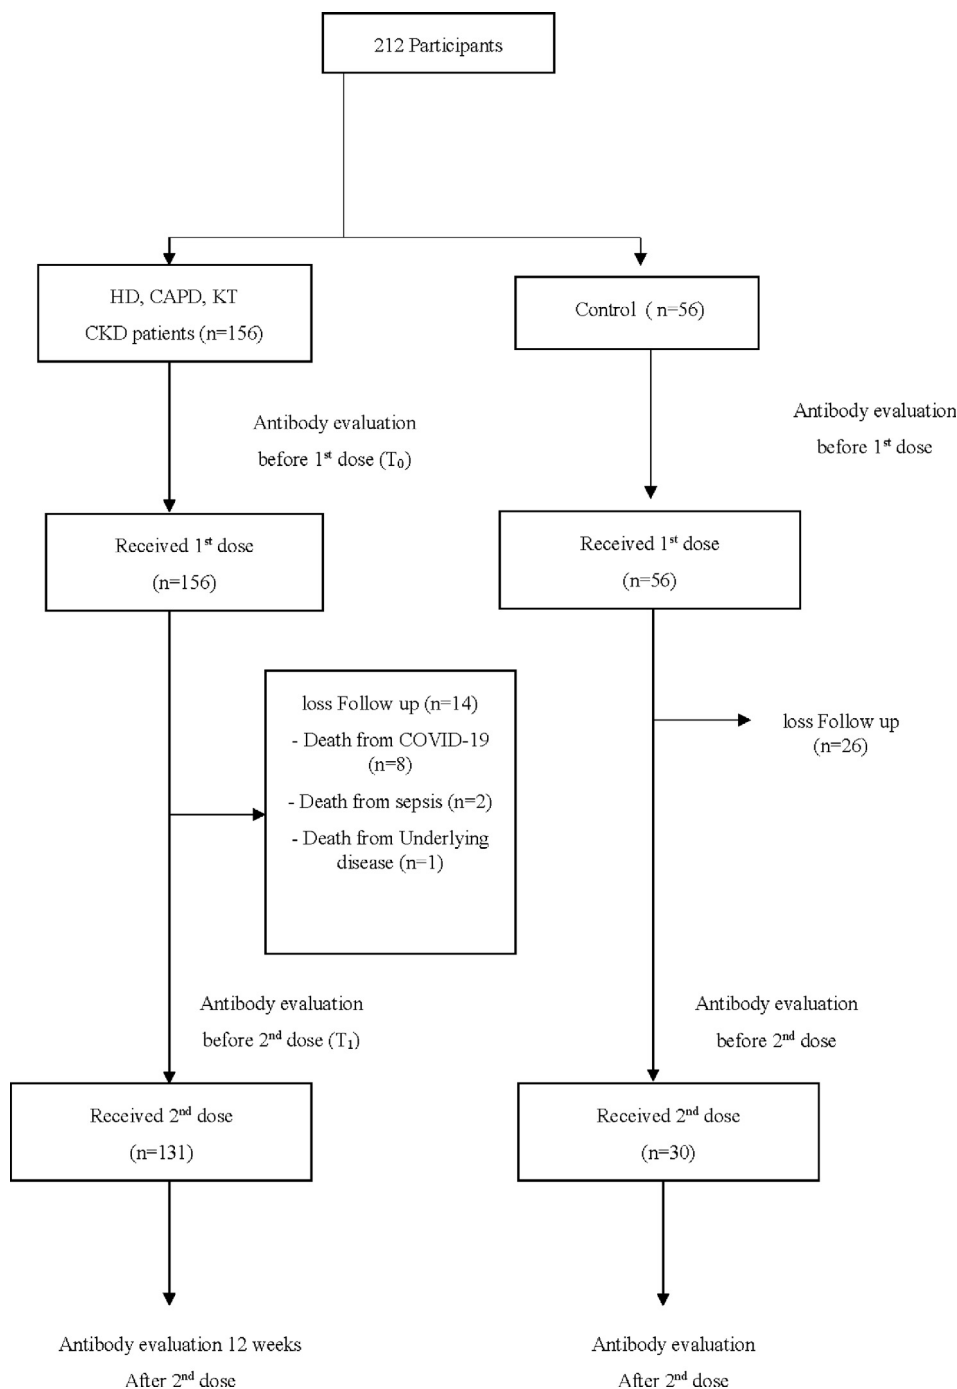 212 Participants
HD, CAPD, KT
CKD patients (n=156)
Control ( n=56)
Antibody evaluation
before 1st dose (T0)
Antibody evaluation
before 1st dose
Received 1st dose
(n=156)
Received 1st dose
(n=56)
loss Follow up (n=14)
- Death from COVID-19
(n=8)
- Death from sepsis (n=2)
- Death from Underlying
disease (n=1)
loss Follow up
(n=26)
Antibody evaluation
before 2nd dose (T1)
Antibody evaluation
before 2nd dose
Received 2nd dose
(n=131)
Received 2nd dose
(n=30)
Antibody evaluation 12 weeks
After 2nd dose
Antibody evaluation
After 2nd dose